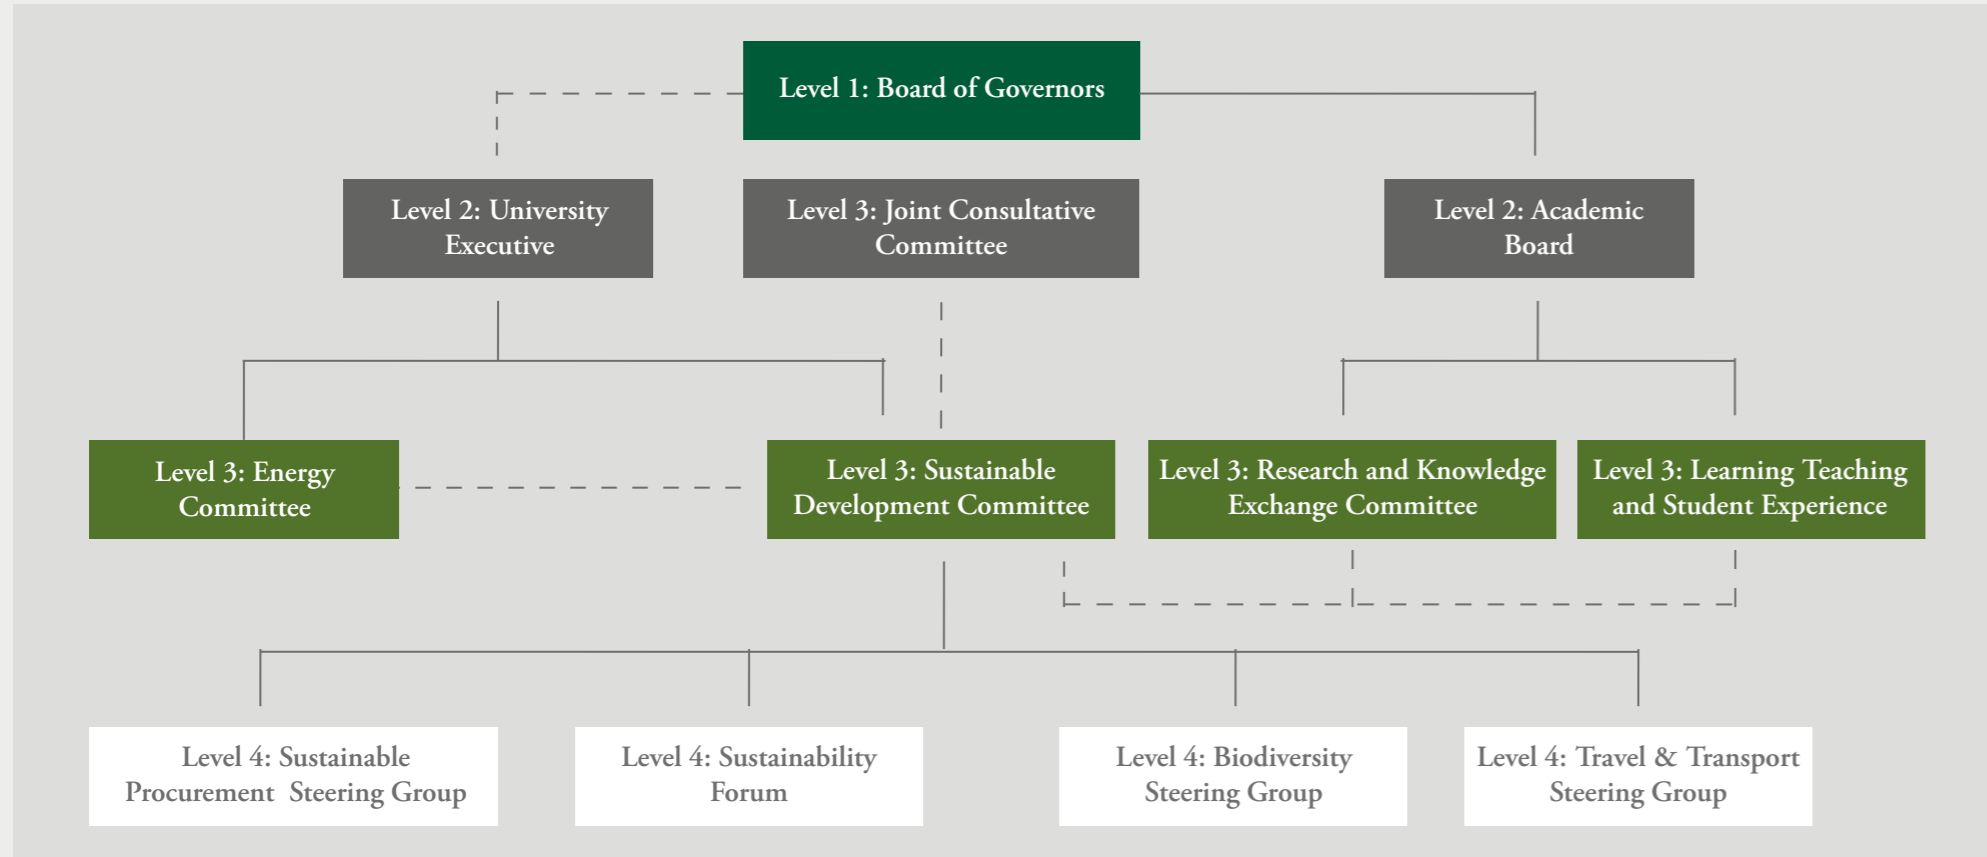 Level 1: Board of Governors
Level 2: University
Executive
Level 3: Joint Consultative
Committee
Level 2: Academic
Board
Level 3: Energy
Committee
Level 3: Sustainable
Development Committee
Level 3: Research and Knowledge
Exchange Committee
Level 3: Learning Teaching
and Student Experience
Level 4: Sustainable
Procurement Steering Group
Level 4: Sustainability
Forum
Level 4: Biodiversity
Steering Group
Level 4: Travel & Transport
Steering Group